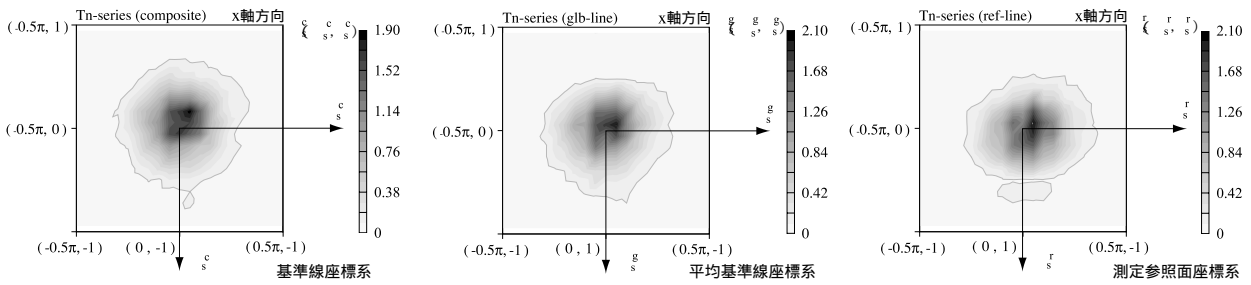 Tn-series (composite) x軸方向
(-0.5π, 1)
(-0.5π, 0)
(-0.5π, -1) (0, -1) (0.5π, -1)
c
s
c
s
1.90
1.52
1.14
0.76
0.38
0
基準線座標系
Tn-series (glb-line) x軸方向
(-0.5π, 1)
(-0.5π, 0)
(-0.5π, -1) (0, 1) (0.5π, -1)
g
s
g
s
2.10
1.68
1.26
0.84
0.42
0
平均基準線座標系
Tn-series (ref-line) x軸方向
(-0.5π, 1)
(-0.5π, 0)
(-0.5π, -1) (0, 1) (0.5π, -1)
r
s
r
s
2.10
1.68
1.26
0.84
0.42
0
測定参照面座標系